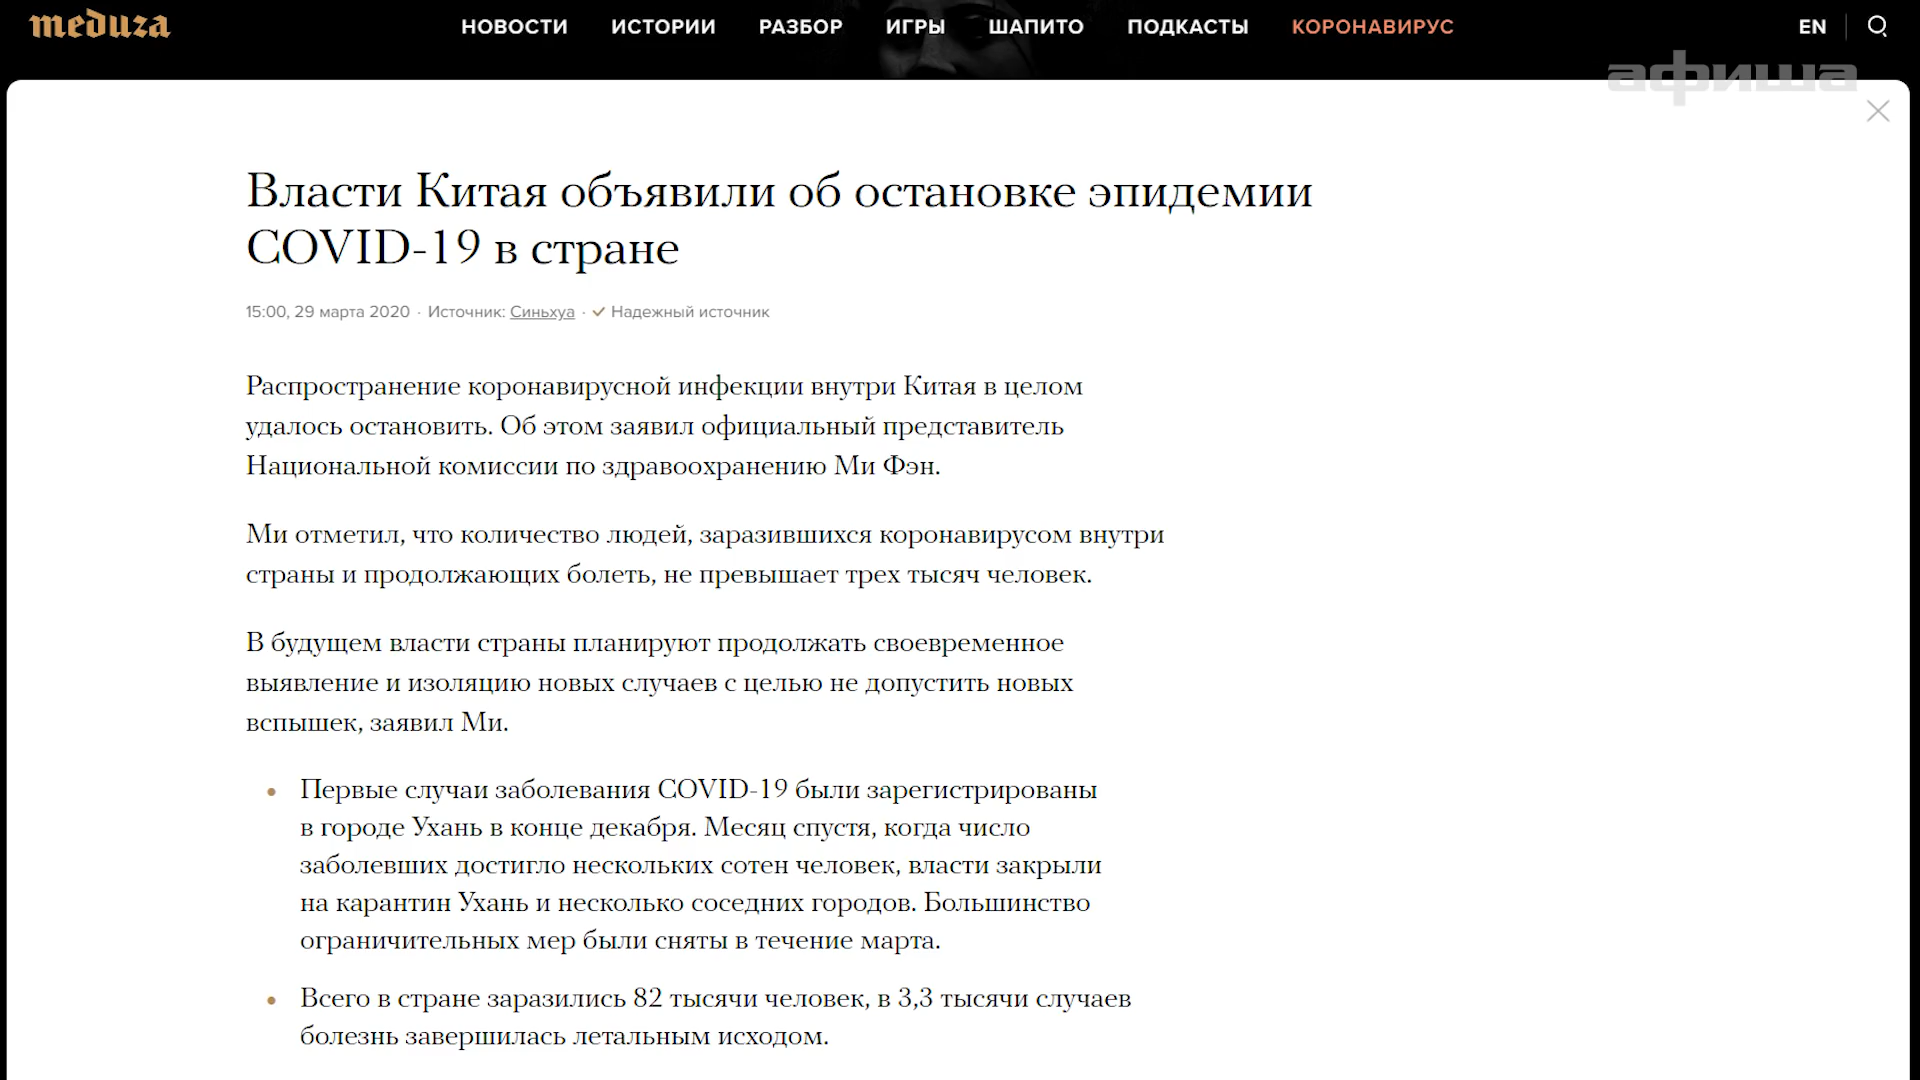 meduza
НОВОСТИ ИСТОРИИ РАЗБОР ИГРЫ ШАПИТО ПОДКАСТЫ КОРОНАВИРУС EN
афиша
Власти Китая объявили об остановке эпидемии
COVID-19 в стране
15:00, 29 марта 2020 · Источник: Синьхуа · ✓ Надежный источник
Распространение коронавирусной инфекции внутри Китая в целом
удалось остановить. Об этом заявил официальный представитель
Национальной комиссии по здравоохранению Ми Фэн.
Ми отметил, что количество людей, заразившихся коронавирусом внутри
страны и продолжающих болеть, не превышает трех тысяч человек.
В будущем власти страны планируют продолжать своевременное
выявление и изоляцию новых случаев с целью не допустить новых
вспышек, заявил Ми.
• Первые случаи заболевания COVID-19 были зарегистрированы
в городе Ухань в конце декабря. Месяц спустя, когда число
заболевших достигло нескольких сотен человек, власти закрыли
на карантин Ухань и несколько соседних городов. Большинство
ограничительных мер были сняты в течение марта.
• Всего в стране заразились 82 тысячи человек, в 3,3 тысячи случаев
болезнь завершилась летальным исходом.